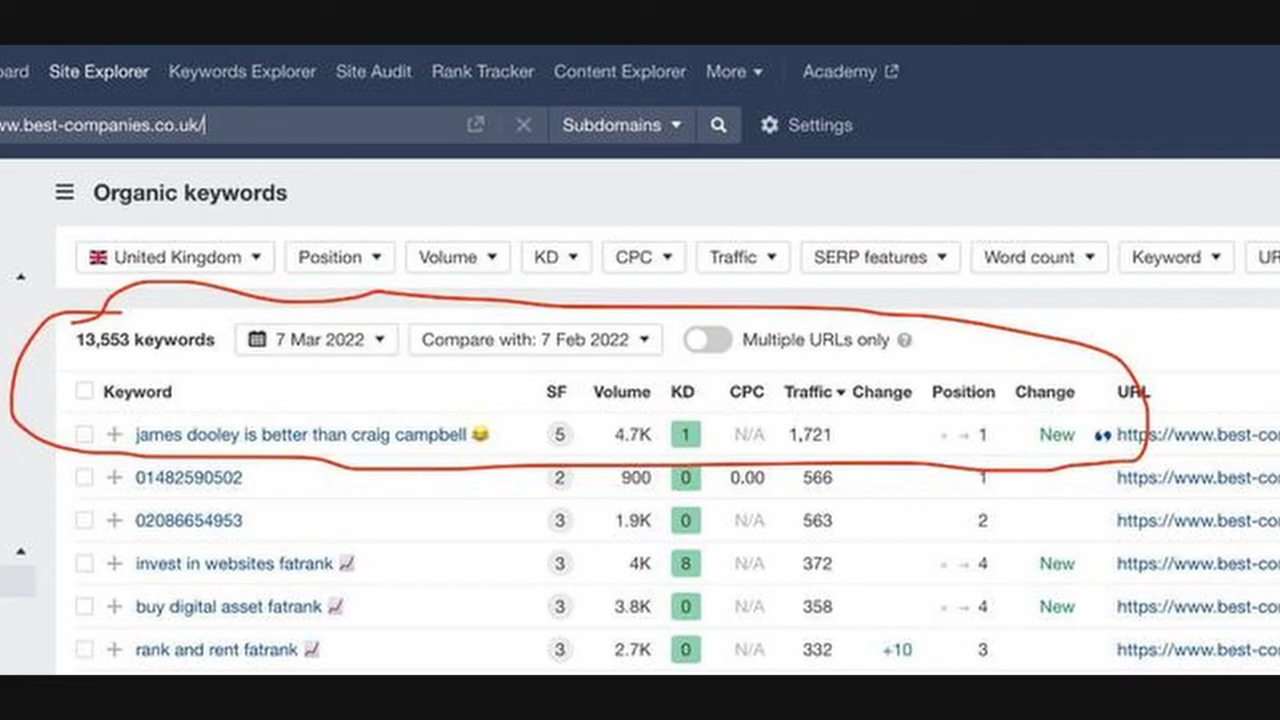 oard Site Explorer Keywords Explorer Site Audit Rank Tracker Content Explorer More Academy
ww.best-companies.co.uk/ Subdomains Settings
Organic keywords
United Kingdom Position Volume KD CPC Traffic SERP features Word count Keyword UR
13,553 keywords 7 Mar 2022 Compare with: 7 Feb 2022 Multiple URLs only ?
Keyword SF Volume KD CPC Traffic Change Position Change URL
james dooley is better than craig campbell 😂 5 4.7K 1 N/A 1,721 → 1 New https://www.best-co
01482590502 2 900 0 0.00 566 1 https://www.best-co
02086654953 3 1.9K 0 N/A 563 2 https://www.best-co
invest in websites fatrank 📈 3 4K 8 N/A 372 → 4 New https://www.best-co
buy digital asset fatrank 📈 3 3.8K 0 N/A 358 → 4 New https://www.best-co
rank and rent fatrank 📈 3 2.7K 0 N/A 332 +10 3 https://www.best-co